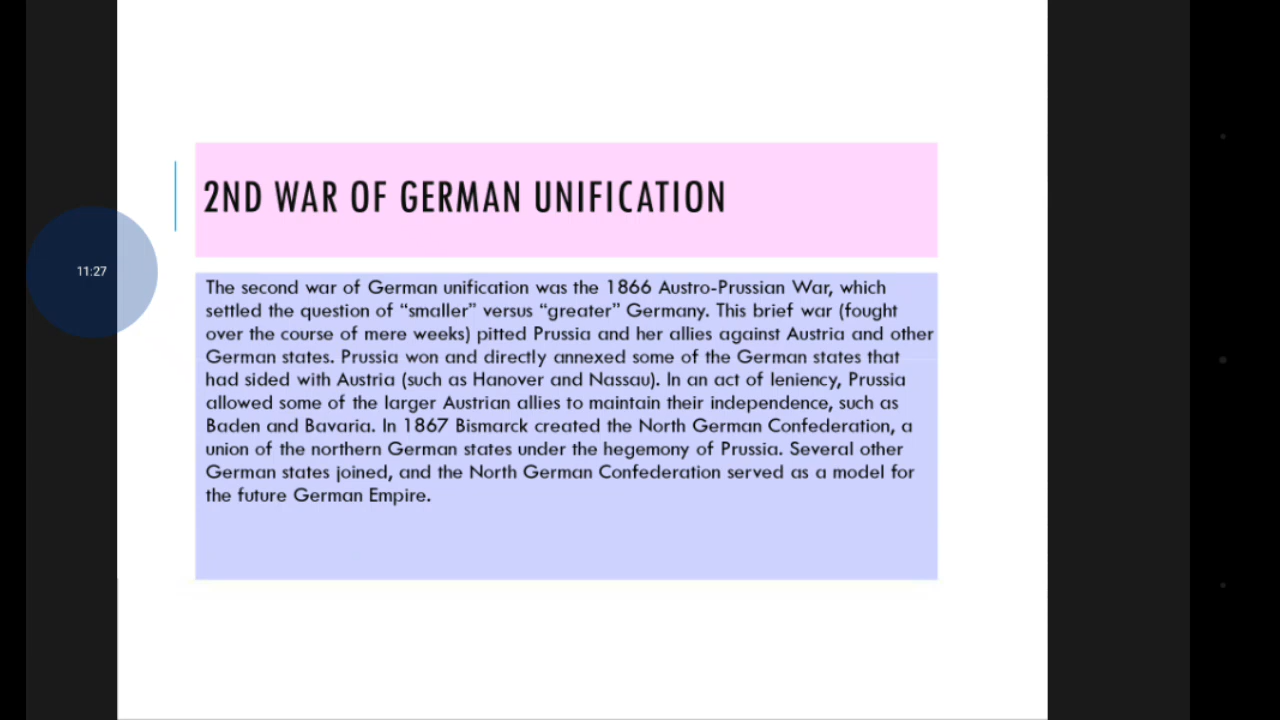 2ND WAR OF GERMAN UNIFICATION
11:27
The second war of German unification was the 1866 Austro-Prussian War, which
settled the question of “smaller” versus “greater” Germany. This brief war (fought
over the course of mere weeks) pitted Prussia and her allies against Austria and other
German states. Prussia won and directly annexed some of the German states that
had sided with Austria (such as Hanover and Nassau). In an act of leniency, Prussia
allowed some of the larger Austrian allies to maintain their independence, such as
Baden and Bavaria. In 1867 Bismarck created the North German Confederation, a
union of the northern German states under the hegemony of Prussia. Several other
German states joined, and the North German Confederation served as a model for
the future German Empire.